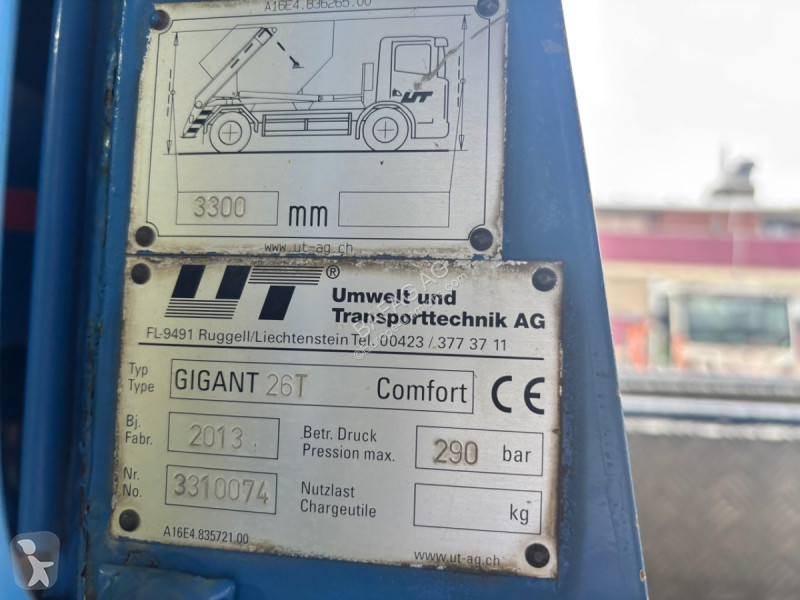 A16E4.836265.00
UT
3300 mm
www.ut-ag.ch
UT®
Umwelt und
Transporttechnik AG
FL-9491 Ruggell/Liechtenstein Tel. 00423 / 377 37 11
Typ
Type
GIGANT 26T Comfort CE
Bj.
Fabr.
2013
Betr. Druck
Pression max.
290 bar
Nr.
No.
3310074
Nutzlast
Chargeutile
kg
A16E4.835721.00
www.ut-ag.ch